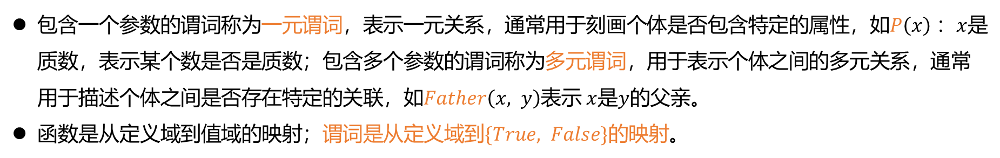 ● 包含一个参数的谓词称为一元谓词，表示一元关系，通常用于刻画个体是否包含特定的属性，如P(x)：x是
质数，表示某个数是否是质数；包含多个参数的谓词称为多元谓词，用于表示个体之间的多元关系，通常
用于描述个体之间是否存在特定的关联，如Father(x, y)表示 x是y的父亲。
● 函数是从定义域到值域的映射；谓词是从定义域到{True, False}的映射。